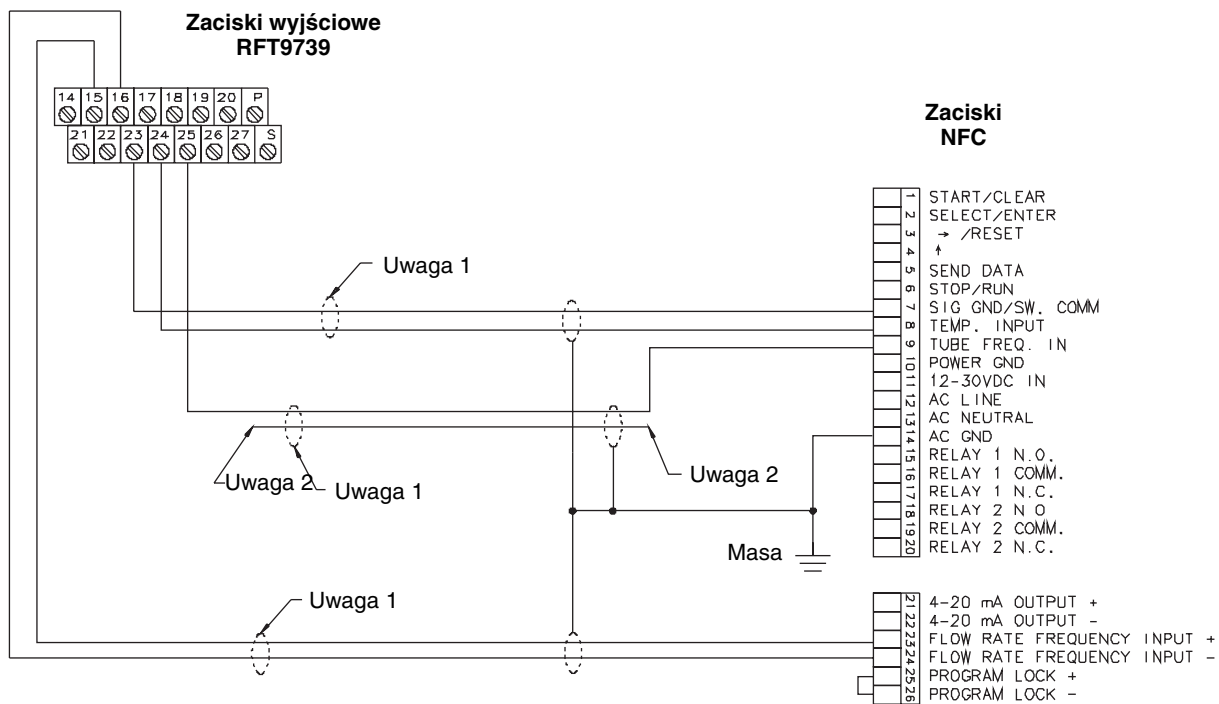 Zaciski wyjściowe
RFT9739
14 15 16 17 18 19 20 P
21 22 23 24 25 26 27 S
Zaciski
NFC
1 START/CLEAR
2 SELECT/ENTER
3 → /RESET
4 ↑
5 SEND DATA
6 STOP/RUN
7 SIG GND/SW. COMM
8 TEMP. INPUT
9 TUBE FREQ. IN
10 POWER GND
11 12-30VDC IN
12 AC LINE
13 AC NEUTRAL
14 AC GND
15 RELAY 1 N.O.
16 RELAY 1 COMM.
17 RELAY 1 N.C.
18 RELAY 2 N O
19 RELAY 2 COMM.
20 RELAY 2 N.C.
Uwaga 1
Uwaga 2
Uwaga 1
Uwaga 2
Masa
Uwaga 1
21 4-20 mA OUTPUT +
22 4-20 mA OUTPUT -
23 FLOW RATE FREQUENCY INPUT +
24 FLOW RATE FREQUENCY INPUT -
25 PROGRAM LOCK +
26 PROGRAM LOCK -